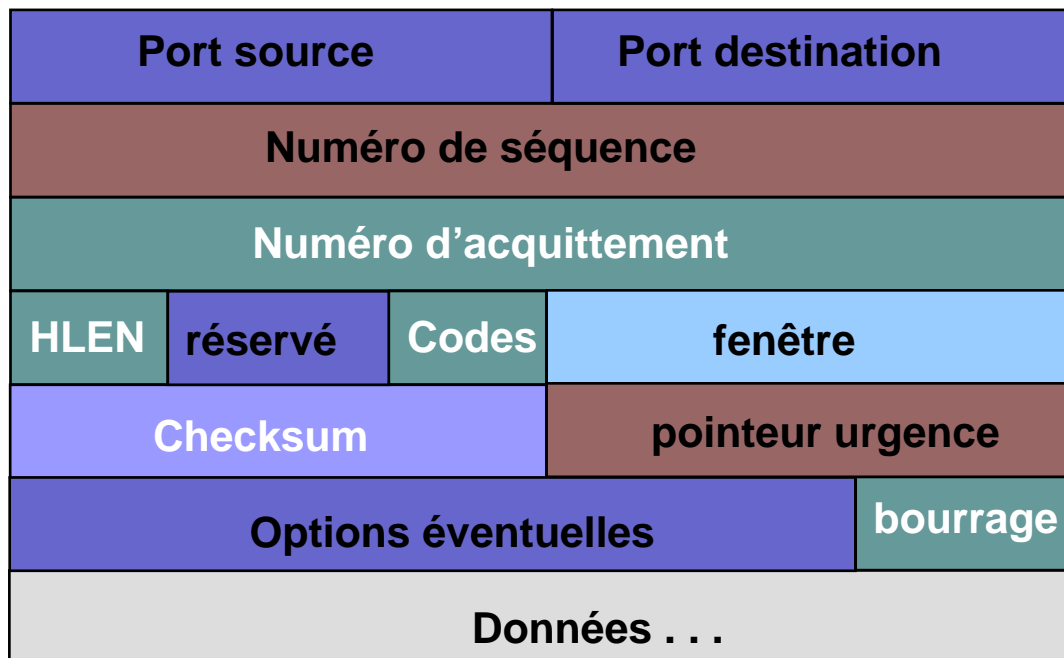 Port source Port destination
Numéro de séquence
Numéro d’acquittement
HLEN réservé Codes fenêtre
Checksum pointeur urgence
Options éventuelles bourrage
Données . . .